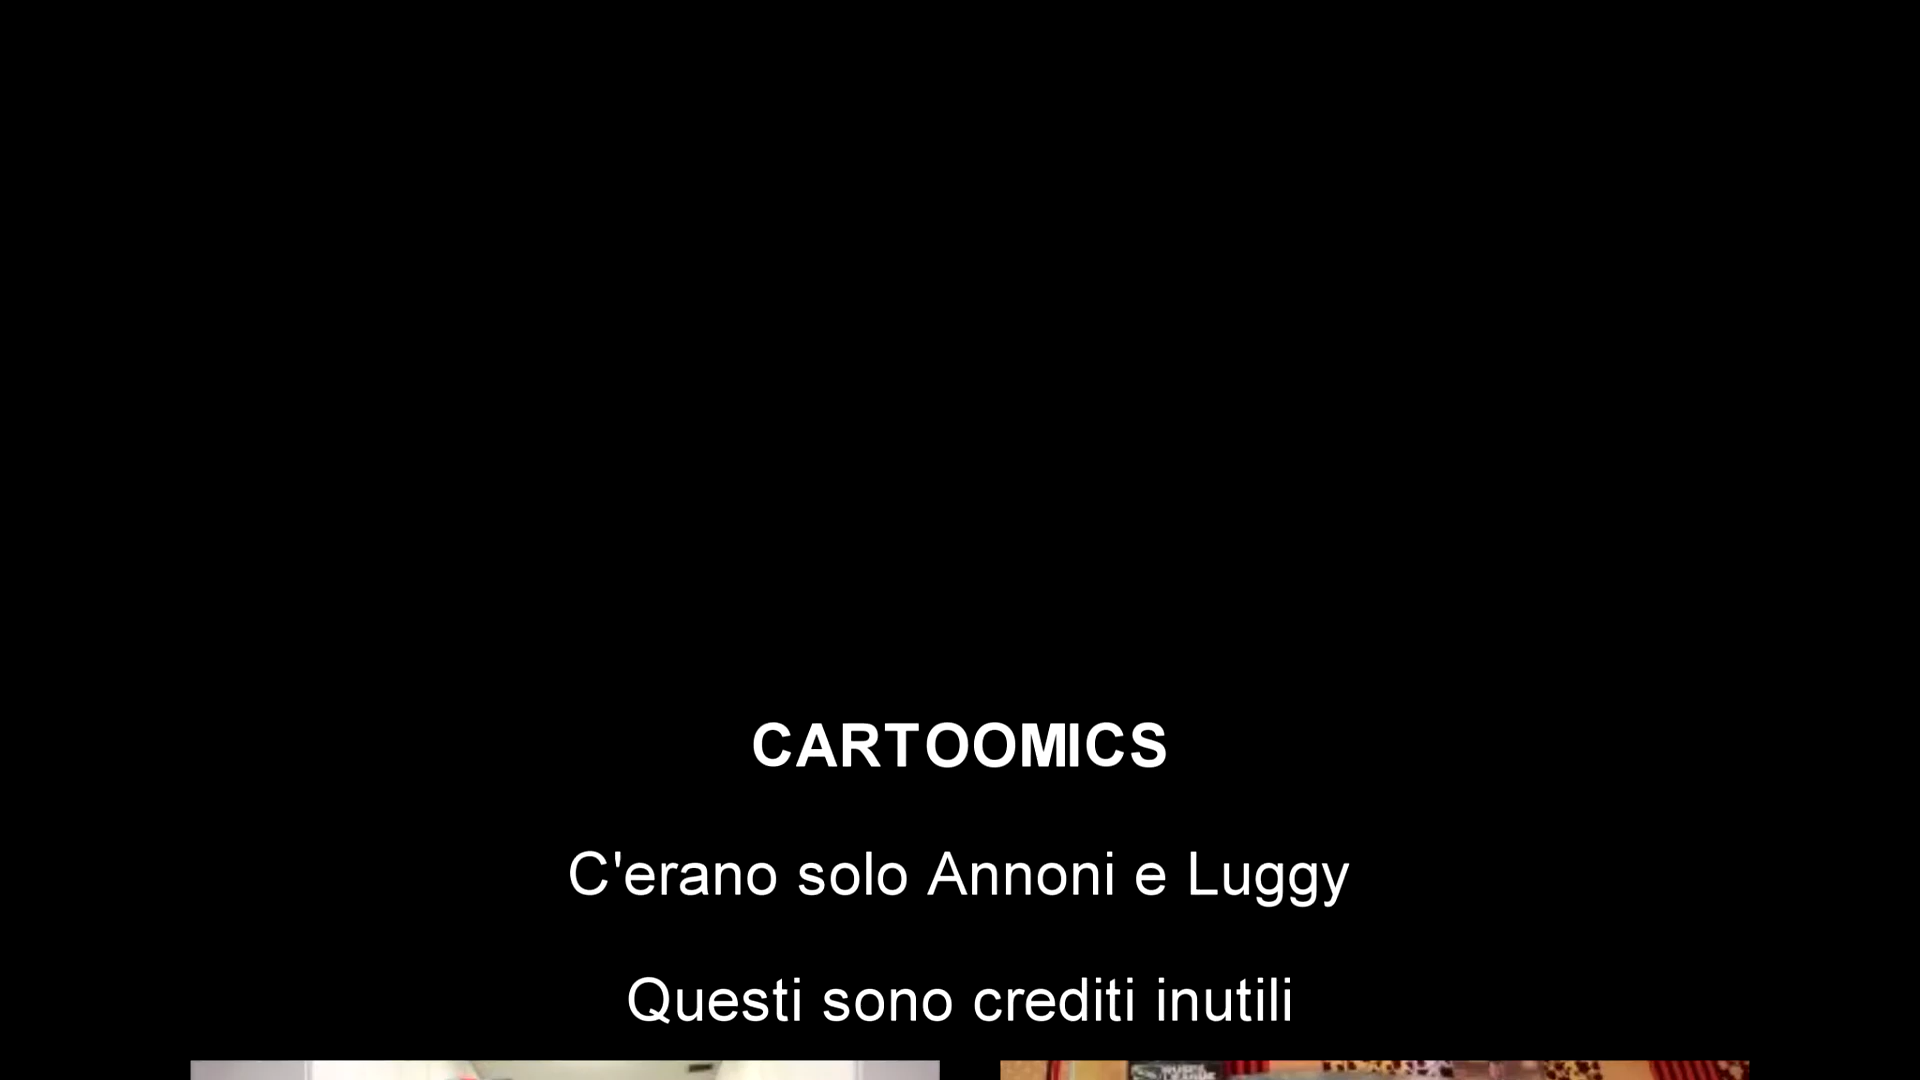 CARTOOMICS
C'erano solo Annoni e Luggy
Questi sono crediti inutili